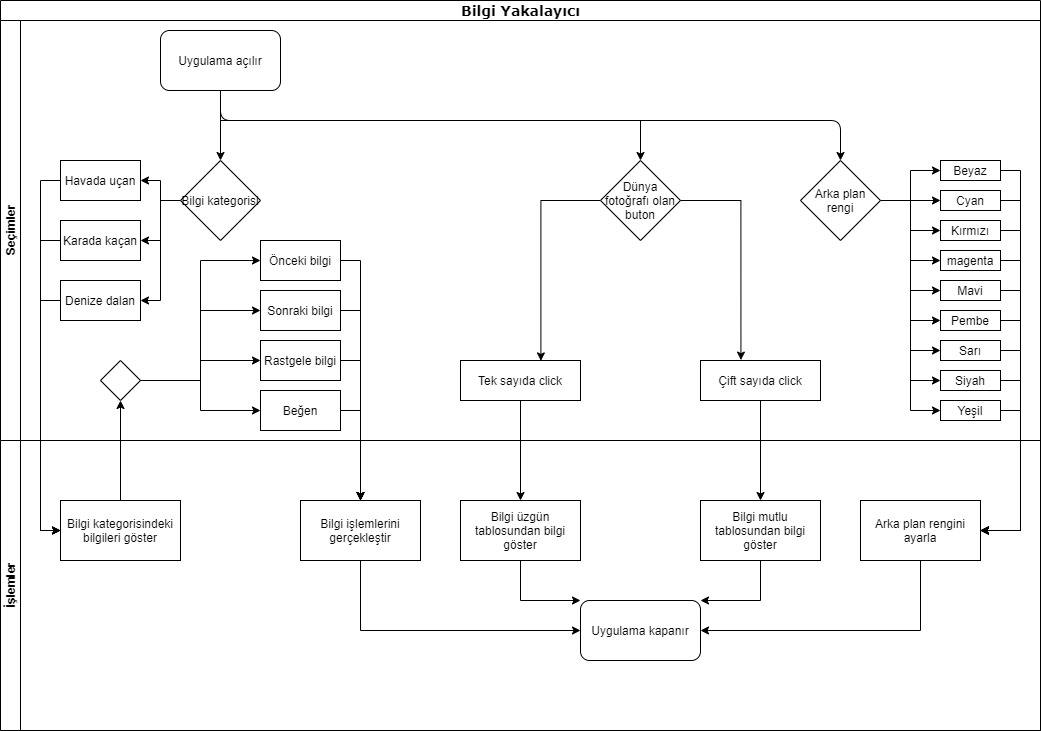 Bilgi Yakalayıcı
Seçimler
Uygulama açılır
Bilgi kategorisi
Havada uçan
Karada kaçan
Denize dalan
Önceki bilgi
Sonraki bilgi
Rastgele bilgi
Beğen
Dünya
fotoğrafı olan
buton
Tek sayıda click
Çift sayıda click
Arka plan
rengi
Beyaz
Cyan
Kırmızı
magenta
Mavi
Pembe
Sarı
Siyah
Yeşil
İşlemler
Bilgi kategorisindeki
bilgileri göster
Bilgi işlemlerini
gerçekleştir
Bilgi üzgün
tablosundan bilgi
göster
Bilgi mutlu
tablosundan bilgi
göster
Arka plan rengini
ayarla
Uygulama kapanır